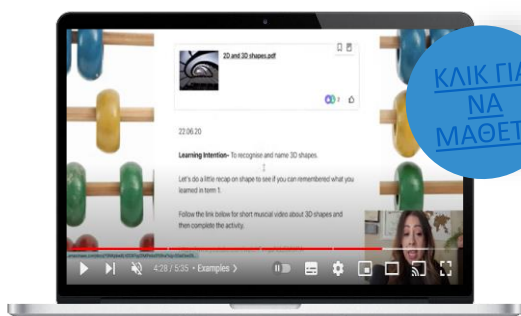 2D and 3D shapes.pdf
22.06.20
Learning Intention- To recognise and name 3D shapes.
Let's do a little recap on shape to see if you can remembered what you
learned in term 1.
Follow the link below for short muscial video about 3D shapes and
then complete the activity.
4:28 / 5:35 • Examples >
ΚΛΙΚ ΓΙΑ
ΝΑ
ΜΑΘΕΤ